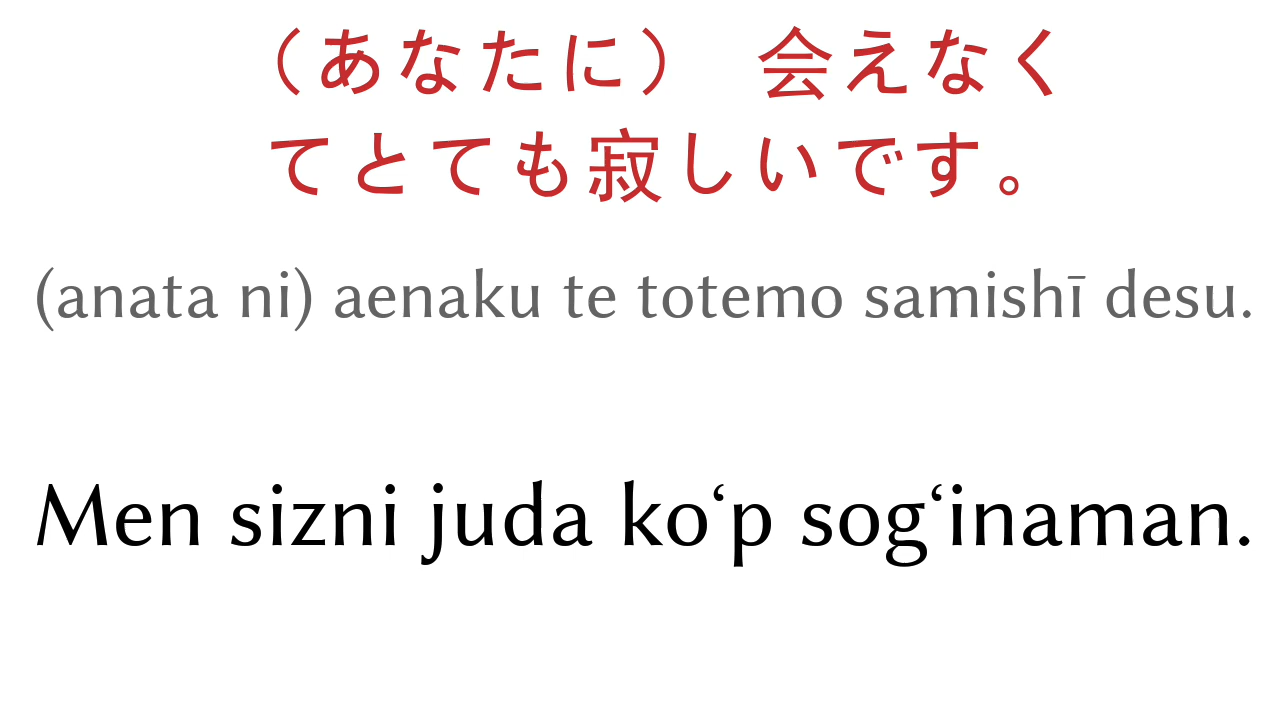 （あなたに）　会えなく
てとても寂しいです。
(anata ni) aenaku te totemo samishī desu.
Men sizni juda ko‘p sog‘inaman.